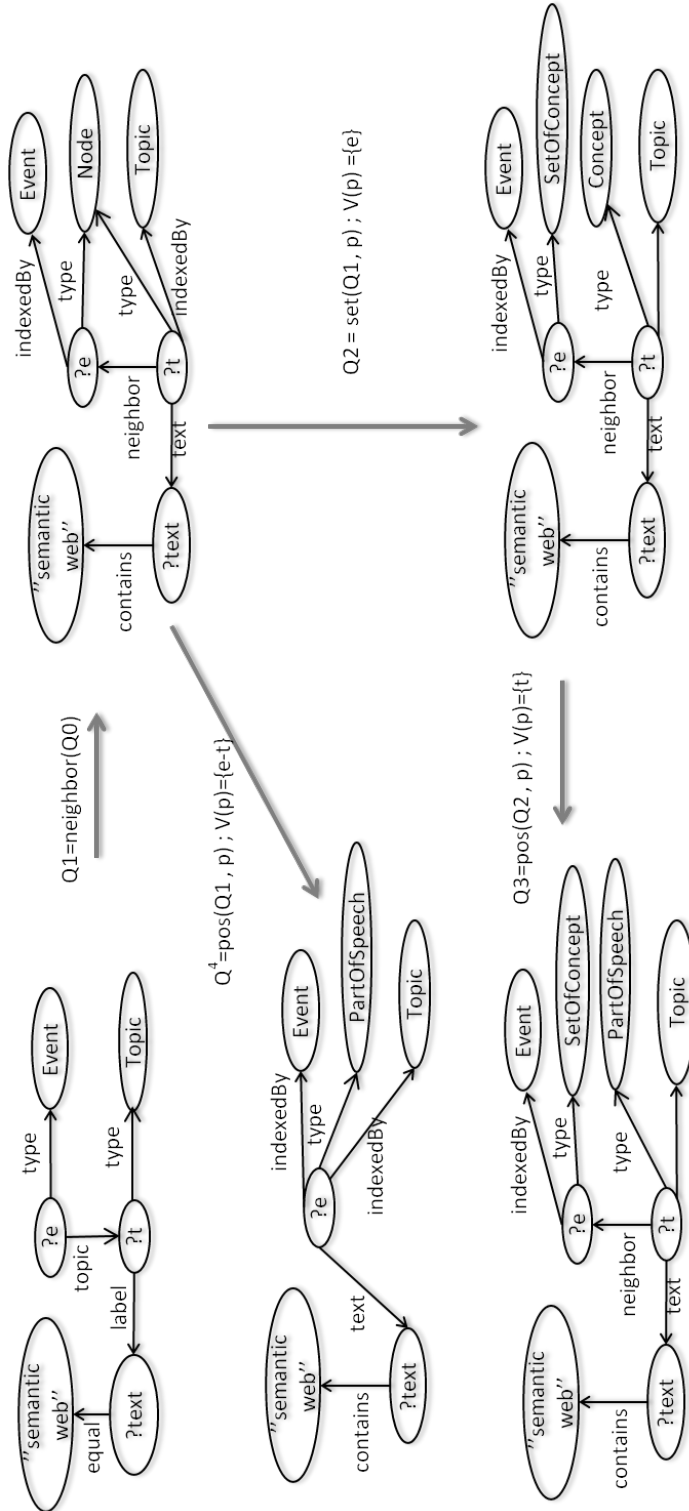 Event
Topic
type
type
?e
?t
topic
label
?text
equal
"semantic
web"
Q1=neighbor(Q0)
Event
Node
Topic
indexedBy
type
type
indexedBy
?e
?t
neighbor
text
?text
contains
"semantic
web"
Q4=pos(Q1 , p) ; V(p)={e-t}
Event
PartOfSpeech
Topic
indexedBy
type
indexedBy
?e
text
?text
contains
"semantic
web"
Q2 = set(Q1, p) ; V(p) ={e}
Event
SetOfConcept
PartOfSpeech
Topic
indexedBy
type
type
?e
?t
neighbor
text
?text
contains
"semantic
web"
Q3=pos(Q2 , p) ; V(p)={t}
Event
SetOfConcept
Concept
Topic
indexedBy
type
type
?e
?t
neighbor
text
?text
contains
"semantic
web"